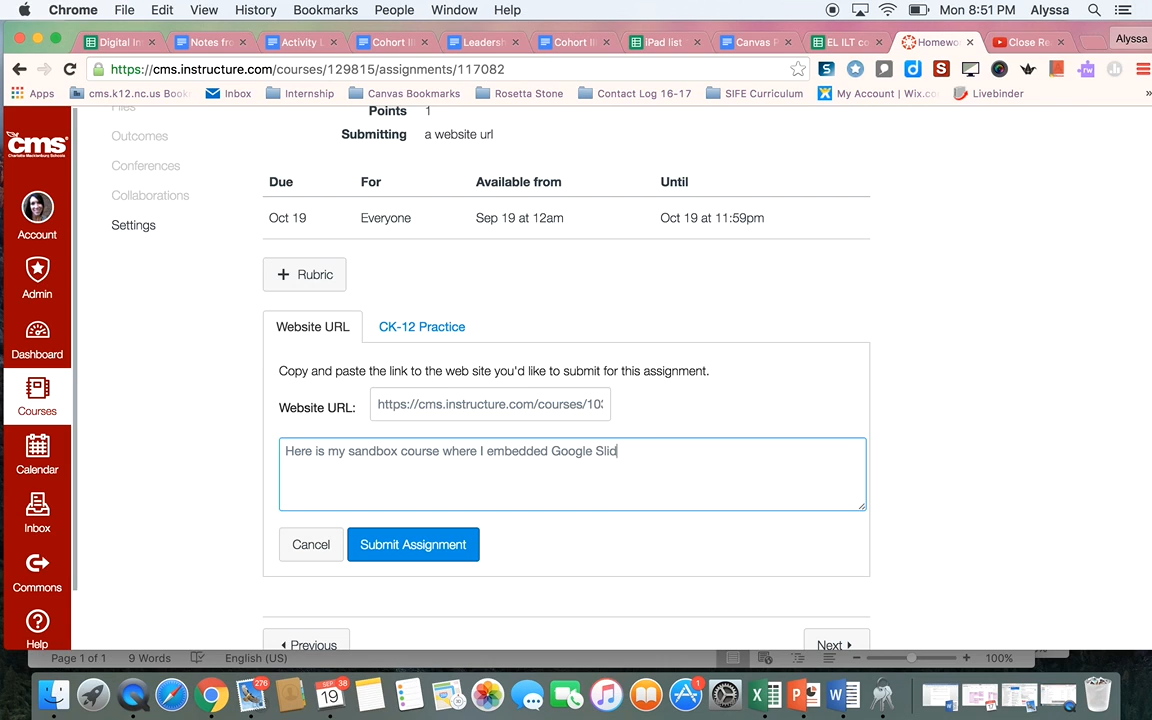 Chrome File Edit View History Bookmarks People Window Help Mon 8:51 PM Alyssa
Digital In Notes fro Activity L Cohort II Leaders Cohort II iPad list Canvas P EL ILT co Homewo Close Re Alyssa
https://cms.instructure.com/courses/129815/assignments/117082
Apps cms.k12.nc.us Book Inbox Internship Canvas Bookmarks Rosetta Stone Contact Log 16-17 SIFE Curriculum My Account | Wix.co Livebinder »
cms
Charlotte Mecklenburg Schools
Account
Admin
Dashboard
Courses
Calendar
Inbox
Commons
Help
Files
Outcomes
Conferences
Collaborations
Settings
Points 1
Submitting a website url
Due For Available from Until
Oct 19 Everyone Sep 19 at 12am Oct 19 at 11:59pm
+ Rubric
Website URL CK-12 Practice
Copy and paste the link to the web site you'd like to submit for this assignment.
Website URL: https://cms.instructure.com/courses/10
Here is my sandbox course where I embedded Google Slid
Cancel Submit Assignment
Previous Next
Page 1 of 1 9 Words English (US) 100%
276 SEP 19 38 1